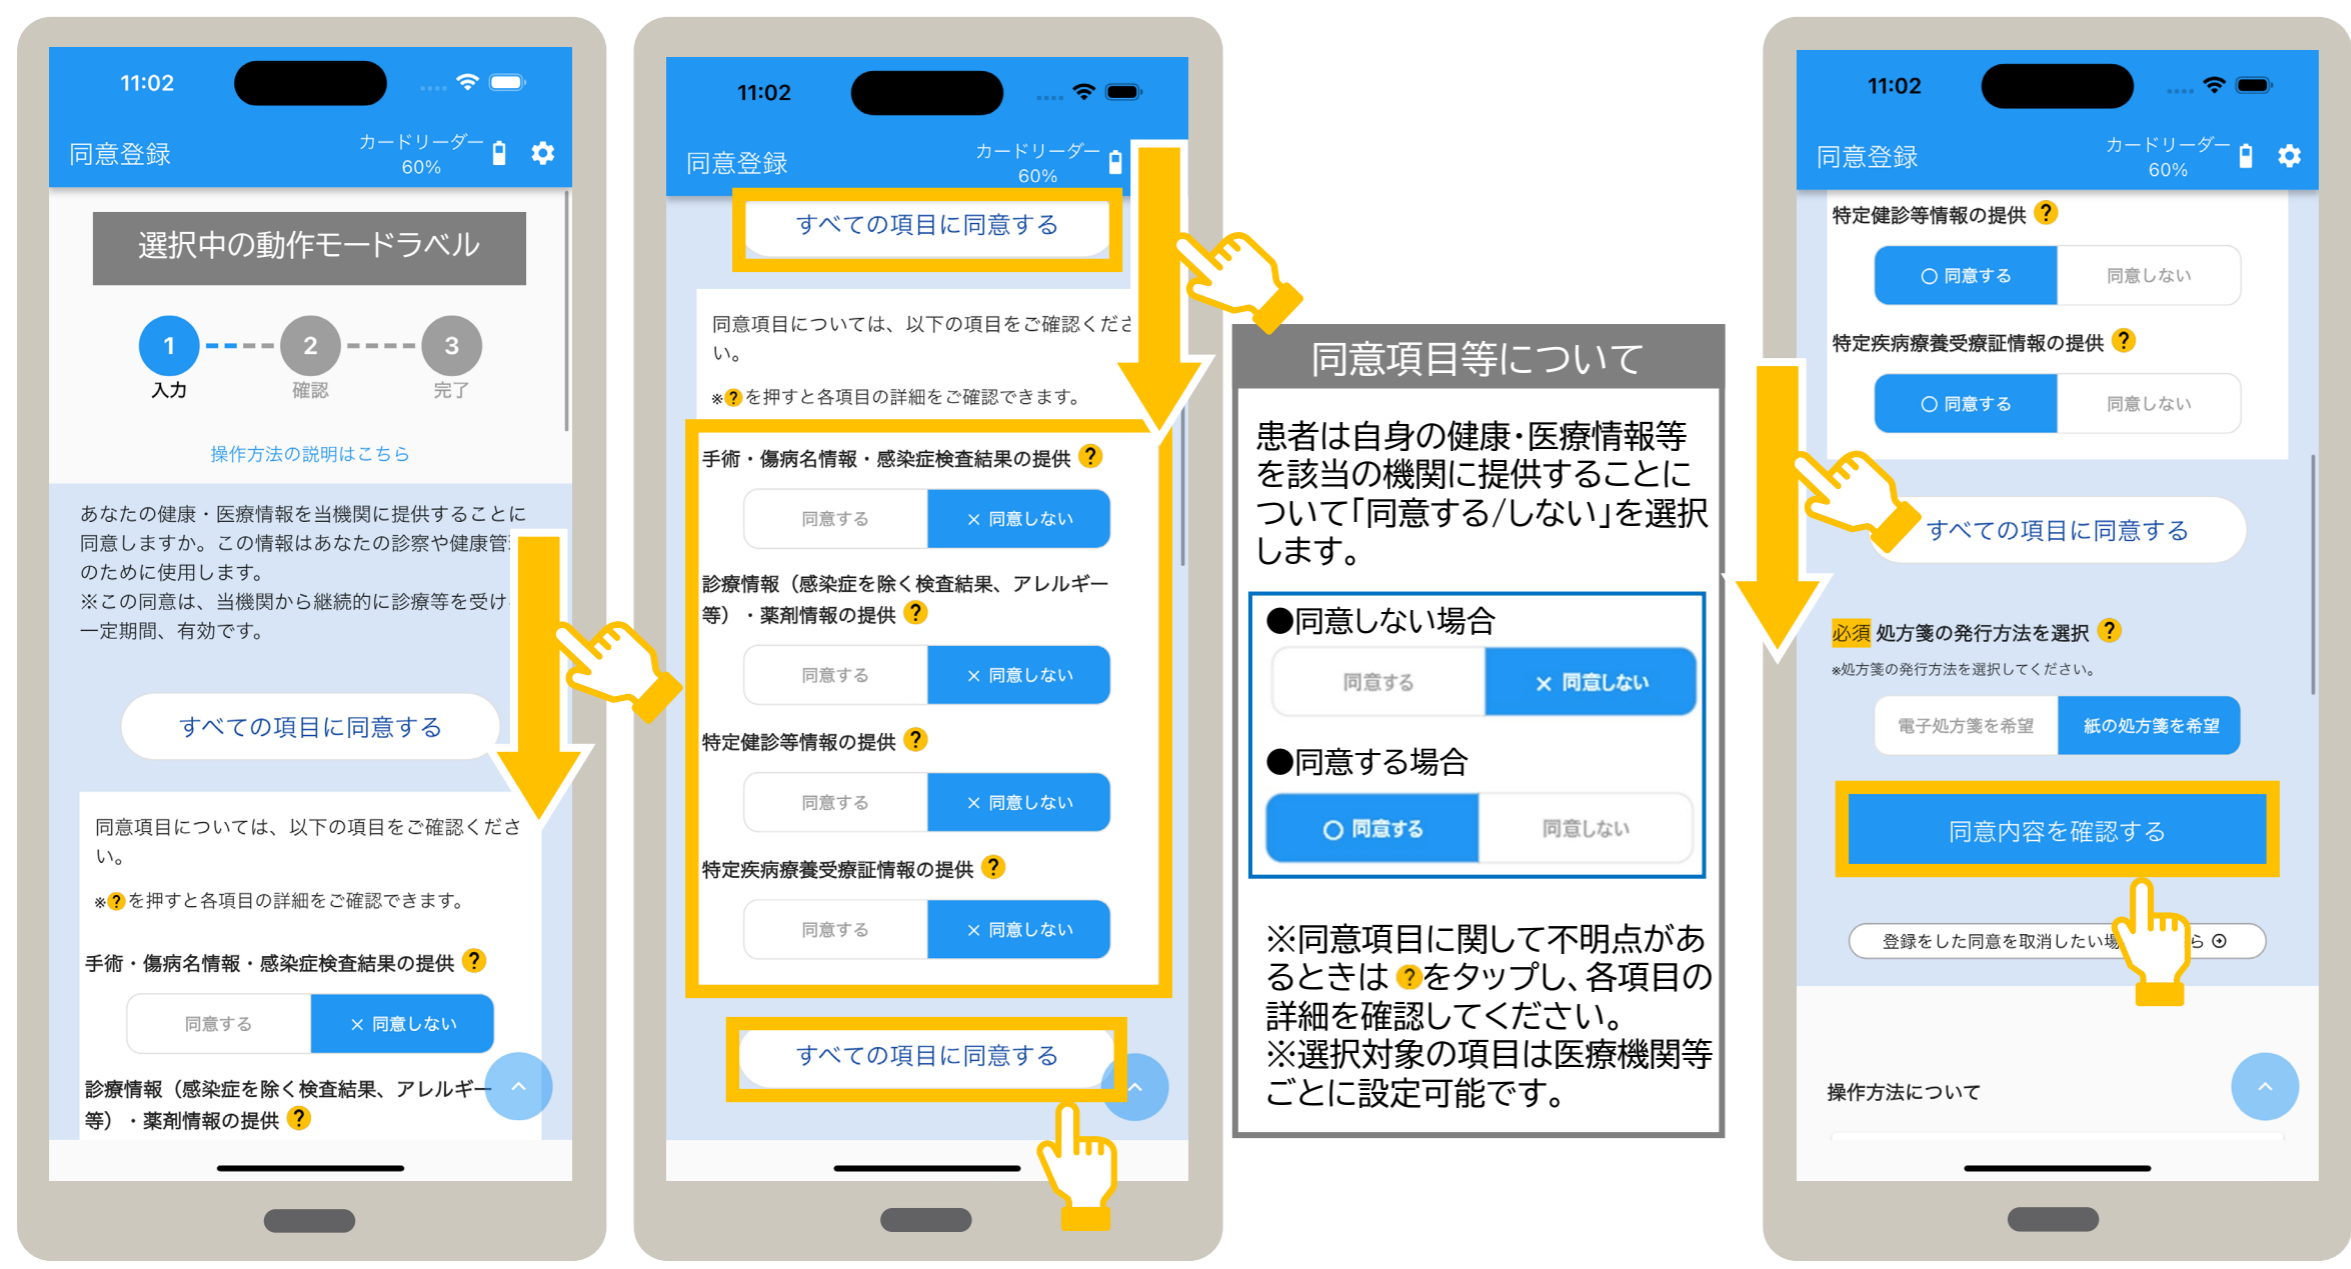 11:02
同意登録
カードリーダー
60%
選択中の動作モードラベル
1
2
3
入力
確認
完了
操作方法の説明はこちら
あなたの健康・医療情報を当機関に提供することに
同意しますか。この情報はあなたの診察や健康管
のために使用します。
※この同意は、当機関から継続的に診療等を受け
一定期間、有効です。
すべての項目に同意する
同意項目については、以下の項目をご確認くださ
い。
※?を押すと各項目の詳細をご確認できます。
手術・傷病名情報・感染症検査結果の提供 ?
同意する
× 同意しない
診療情報（感染症を除く検査結果、アレルギー
等）・薬剤情報の提供 ?
11:02
同意登録
カードリーダー
60%
すべての項目に同意する
同意項目については、以下の項目をご確認くださ
い。
※?を押すと各項目の詳細をご確認できます。
手術・傷病名情報・感染症検査結果の提供 ?
同意する
× 同意しない
診療情報（感染症を除く検査結果、アレルギー
等）・薬剤情報の提供 ?
同意する
× 同意しない
特定健診等情報の提供 ?
同意する
× 同意しない
特定疾病療養受療証情報の提供 ?
同意する
× 同意しない
すべての項目に同意する
同意項目等について
患者は自身の健康・医療情報等
を該当の機関に提供することに
ついて「同意する/しない」を選択
します。
●同意しない場合
同意する
× 同意しない
●同意する場合
○ 同意する
同意しない
※同意項目に関して不明点があ
るときは?をタップし、各項目の
詳細を確認してください。
※選択対象の項目は医療機関等
ごとに設定可能です。
11:02
同意登録
カードリーダー
60%
特定健診等情報の提供 ?
○ 同意する
同意しない
特定疾病療養受療証情報の提供 ?
○ 同意する
同意しない
すべての項目に同意する
必須 処方箋の発行方法を選択 ?
※処方箋の発行方法を選択してください。
電子処方箋を希望
紙の処方箋を希望
同意内容を確認する
登録をした同意を取消したい場 ら
操作方法について